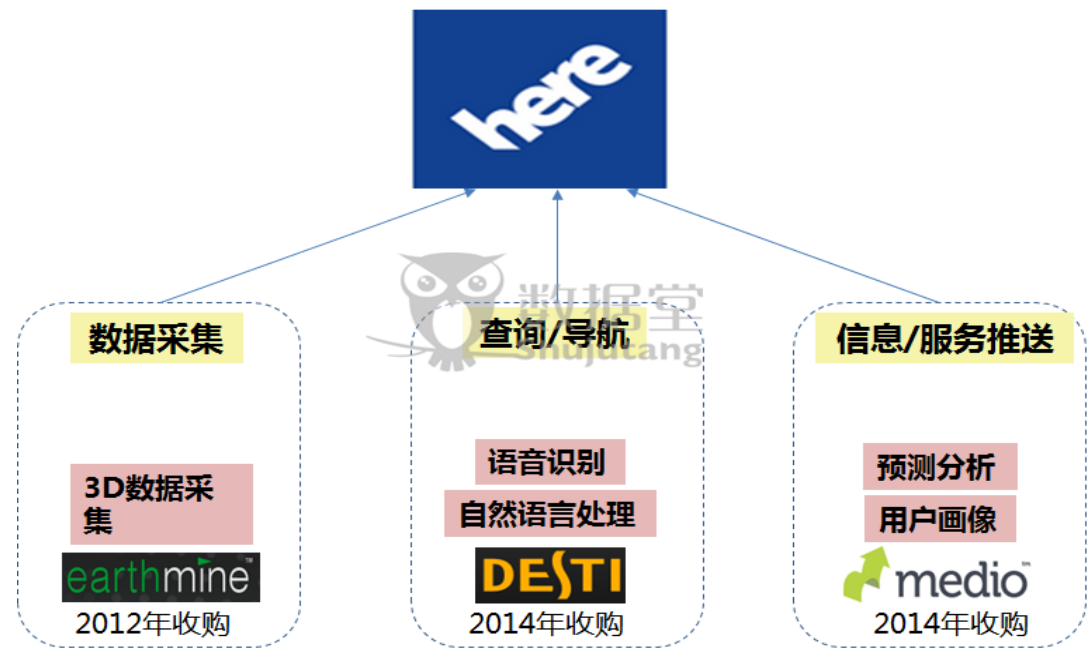 here
数据堂
shujutang
数据采集
查询/导航
信息/服务推送
3D数据采
集
语音识别
自然语言处理
预测分析
用户画像
earthmine™
DESTI
medio™
2012年收购
2014年收购
2014年收购